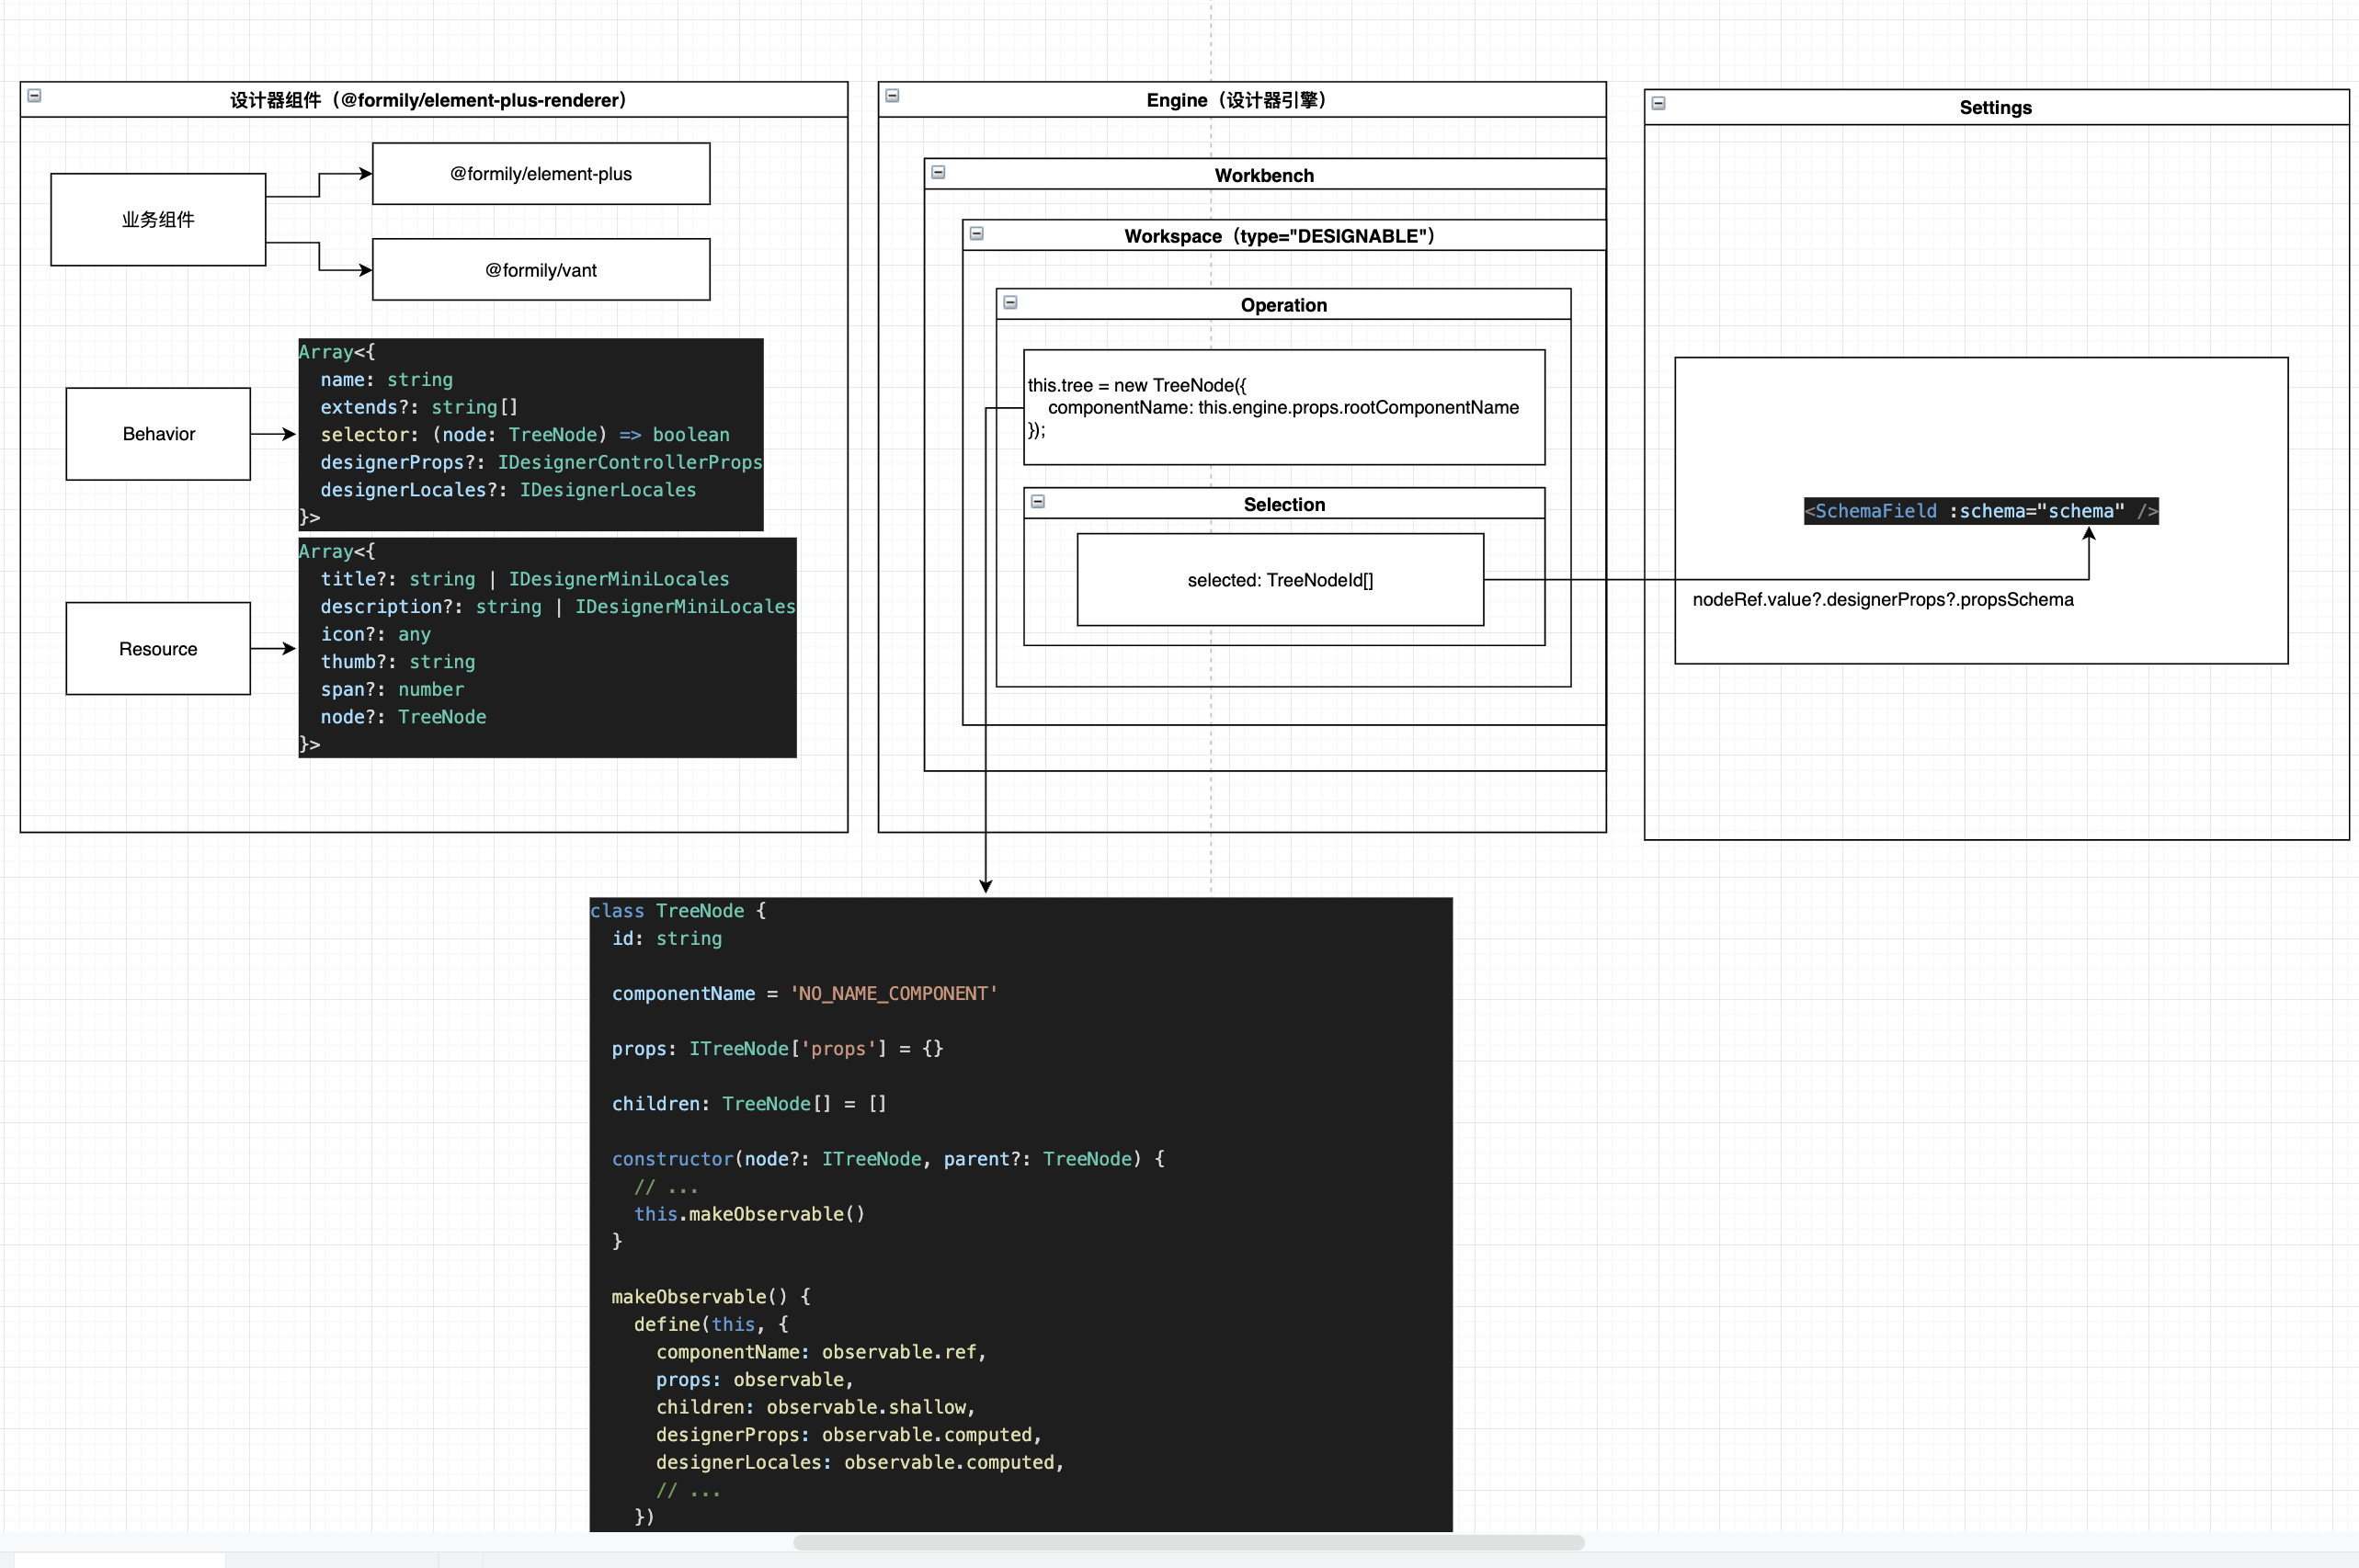 设计器组件（@formily/element-plus-renderer）
业务组件
@formily/element-plus
@formily/vant
Behavior
Array<{
  name: string
  extends?: string[]
  selector: (node: TreeNode) => boolean
  designerProps?: IDesignerControllerProps
  designerLocales?: IDesignerLocales
}>
Resource
Array<{
  title?: string | IDesignerMiniLocales
  description?: string | IDesignerMiniLocales
  icon?: any
  thumb?: string
  span?: number
  node?: TreeNode
}>
Engine（设计器引擎）
Workbench
Workspace（type="DESIGNABLE"）
Operation
this.tree = new TreeNode({
    componentName: this.engine.props.rootComponentName
});
Selection
selected: TreeNodeId[]
Settings
<SchemaField :schema="schema" />
nodeRef.value?.designerProps?.propsSchema
class TreeNode {
  id: string
  componentName = 'NO_NAME_COMPONENT'
  props: ITreeNode['props'] = {}
  children: TreeNode[] = []
  constructor(node?: ITreeNode, parent?: TreeNode) {
    // ...
    this.makeObservable()
  }
  makeObservable() {
    define(this, {
      componentName: observable.ref,
      props: observable,
      children: observable.shallow,
      designerProps: observable.computed,
      designerLocales: observable.computed,
      // ...
    })